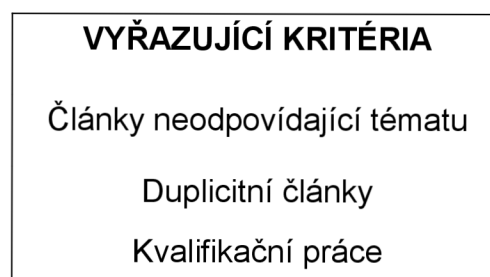 VYŘAZUJÍCÍ KRITÉRIA
Články neodpovídající tématu
Duplicitní články
Kvalifikační práce